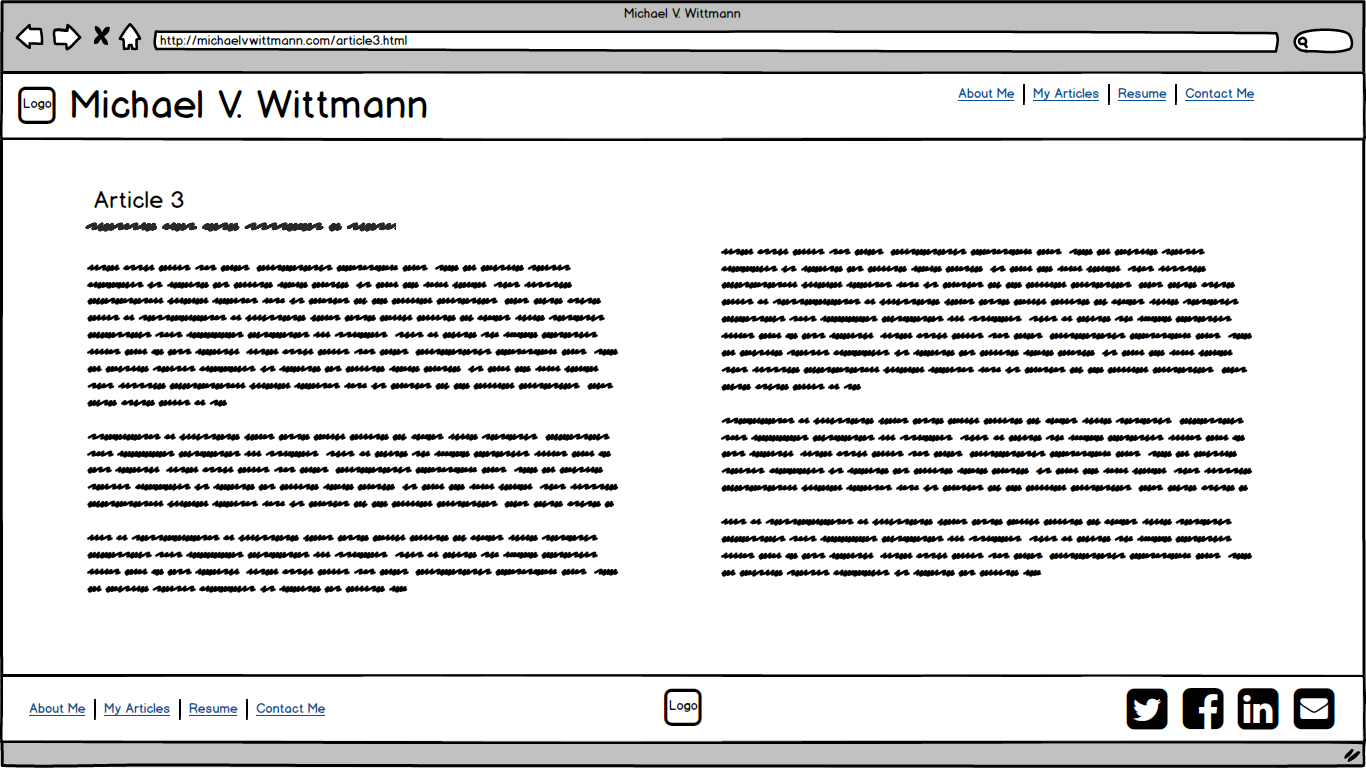 Michael V. Wittmann
http://michaelvwittmann.com/article3.html
Logo
Michael V. Wittmann
About Me | My Articles | Resume | Contact Me
Article 3
About Me | My Articles | Resume | Contact Me
Logo